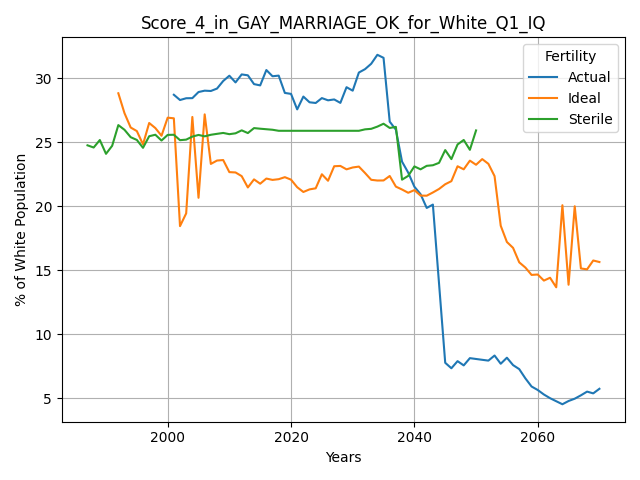 Score_4_in_GAY_MARRIAGE_OK_for_White_Q1_IQ
Fertility
Actual
Ideal
Sterile
% of White Population
30
25
20
15
10
5
2000 2020 2040 2060
Years